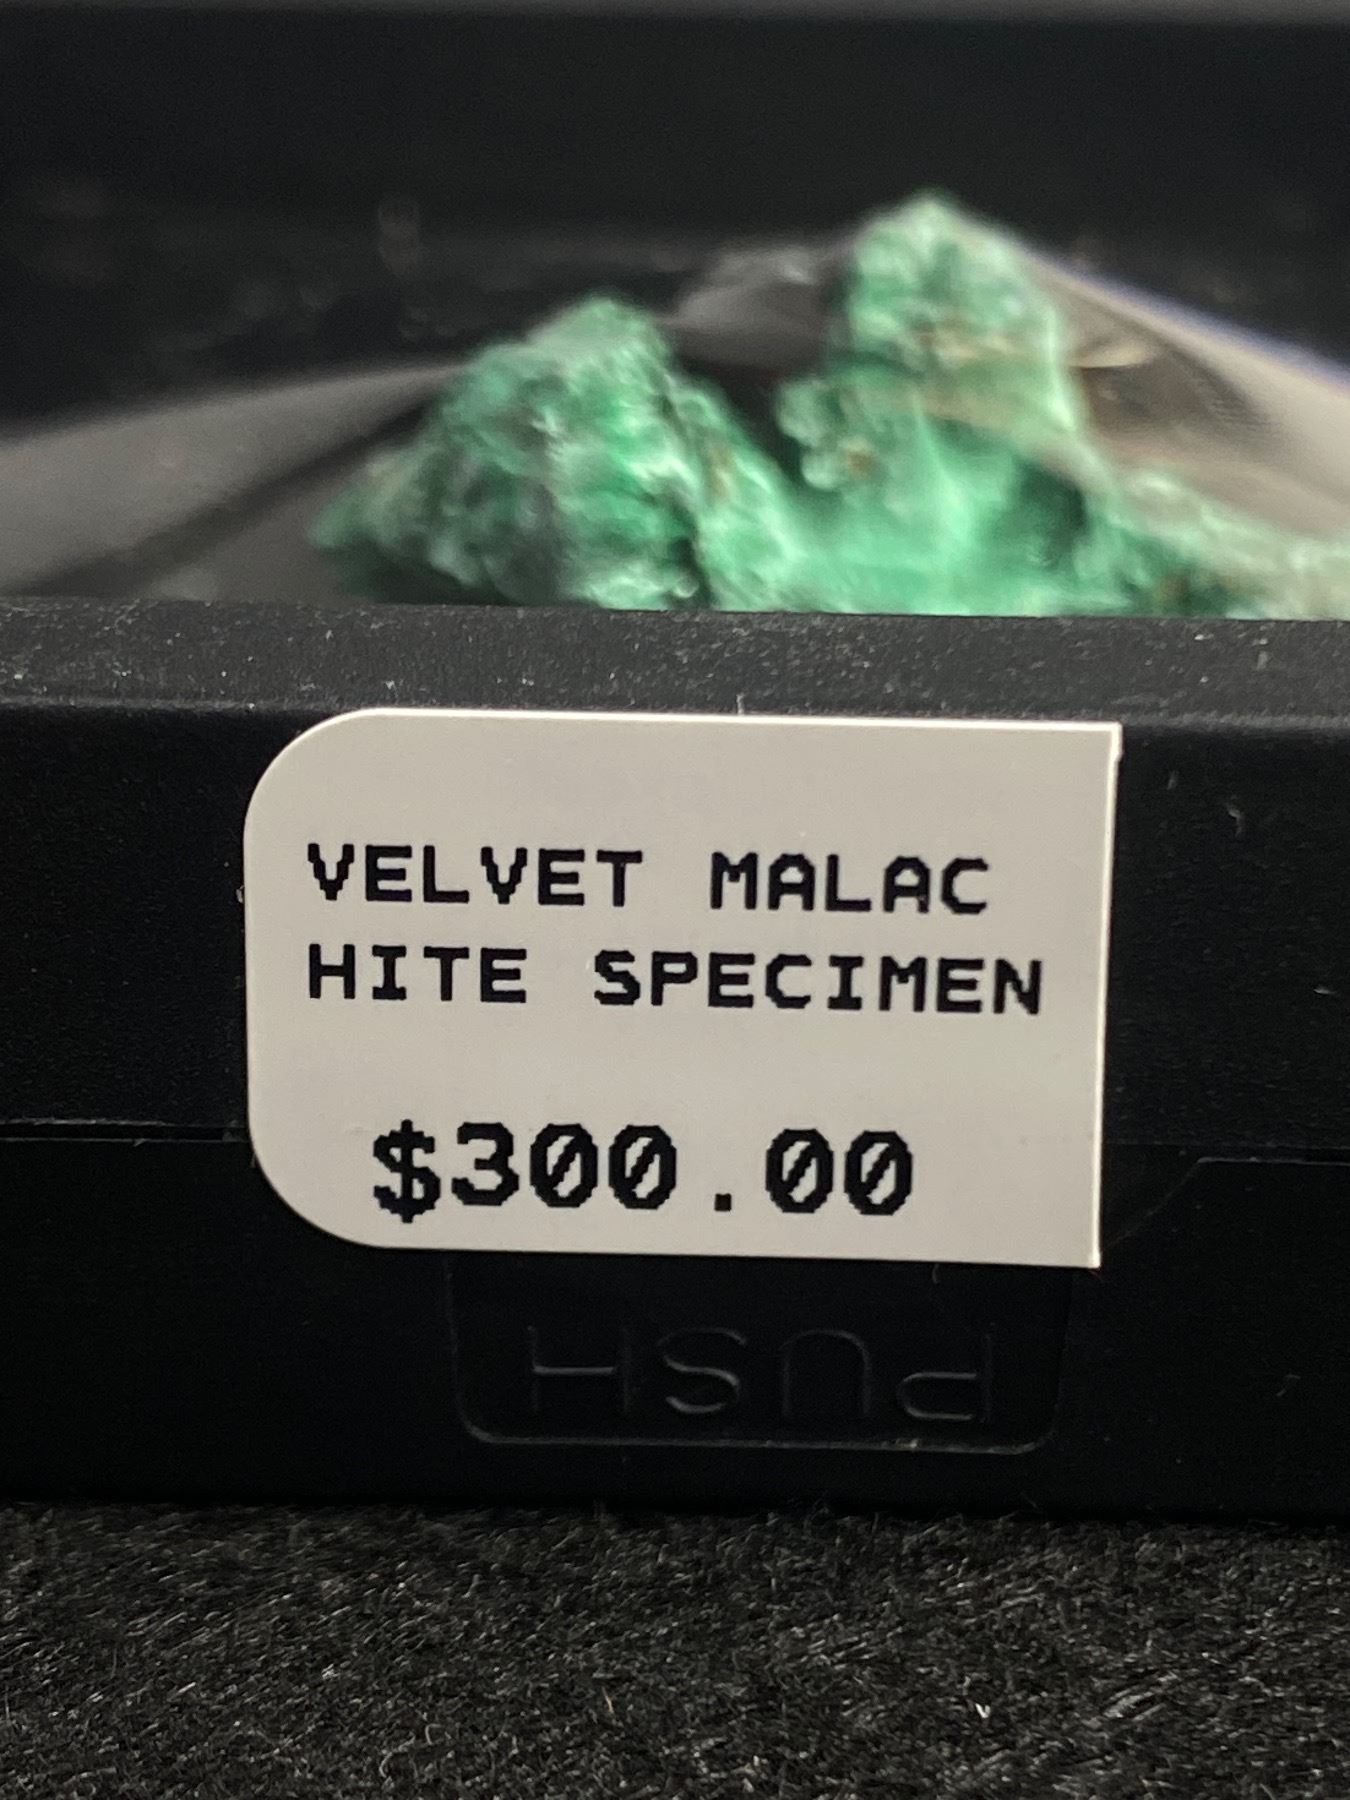 VELVET MALAC
HITE SPECIMEN
$300.00
PUSH